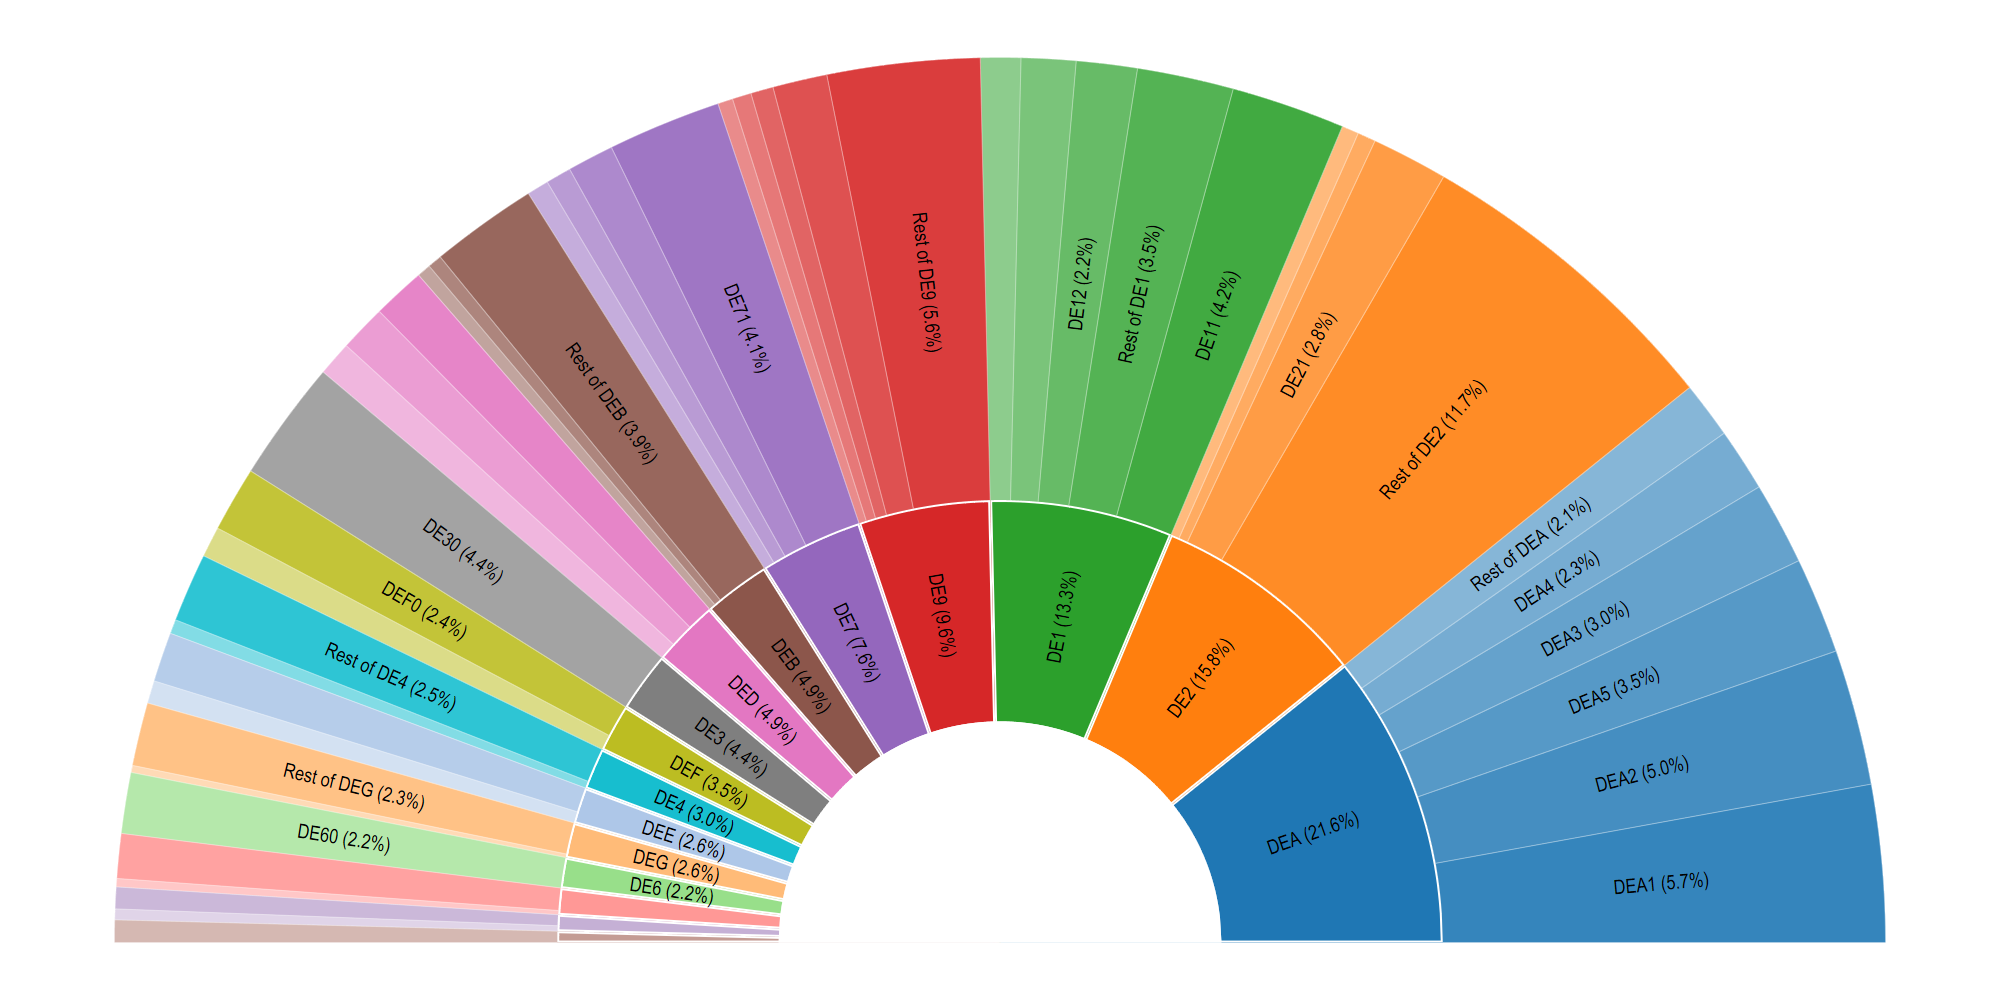 Rest of DE9 (5.6%)
DE12 (2.2%)
Rest of DE1 (3.5%)
DE11 (4.2%)
DE71 (4.1%)
DE21 (2.8%)
Rest of DEB (3.9%)
Rest of DE2 (11.7%)
DE30 (4.4%)
Rest of DEA (2.1%)
DEA4 (2.3%)
DEF0 (2.4%)
DEA3 (3.0%)
DE9 (9.6%)
DE1 (13.3%)
DE7 (7.6%)
Rest of DE4 (2.5%)
DEB (4.9%)
DE2 (15.8%)
DEA5 (3.5%)
DED (4.9%)
DE3 (4.4%)
DEA2 (5.0%)
DEF (3.5%)
Rest of DEG (2.3%)
DE4 (3.0%)
DEA (21.6%)
DE60 (2.2%)
DEE (2.6%)
DEG (2.6%)
DEA1 (5.7%)
DE6 (2.2%)